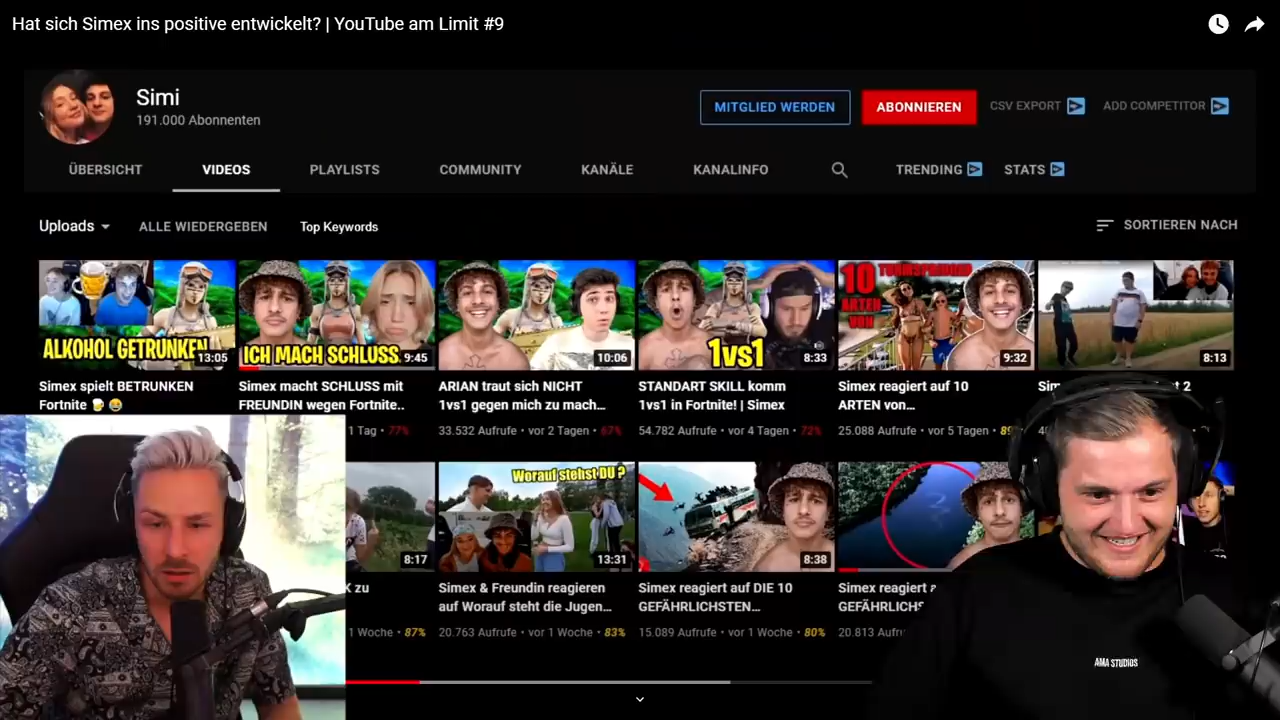 Hat sich Simex ins positive entwickelt? | YouTube am Limit #9
Simi
191.000 Abonnenten
MITGLIED WERDEN
ABONNIEREN
CSV EXPORT
ADD COMPETITOR
ÜBERSICHT
VIDEOS
PLAYLISTS
COMMUNITY
KANÄLE
KANALINFO
TRENDING
STATS
Uploads
ALLE WIEDERGEBEN
Top Keywords
SORTIEREN NACH
ALKOHOL GETRUNKEN
13:05
ICH MACH SCHLUSS
9:45
10:06
1vs1
8:33
10
ARTEN
VON
9:32
8:13
Simex spielt BETRUNKEN
Fortnite 🍺 😂
Simex macht SCHLUSS mit
FREUNDIN wegen Fortnite..
1 Tag • 77%
ARIAN traut sich NICHT
1vs1 gegen mich zu mach…
33.532 Aufrufe • vor 2 Tagen • 67%
STANDART SKILL komm
1vs1 in Fortnite! | Simex
54.782 Aufrufe • vor 4 Tagen • 72%
Simex reagiert auf 10
ARTEN von…
25.088 Aufrufe • vor 5 Tagen •
2
8:17
K zu
1 Woche • 87%
Worauf stehst DU ?
13:31
Simex & Freundin reagieren
auf Worauf steht die Jugen…
20.763 Aufrufe • vor 1 Woche • 83%
8:38
Simex reagiert auf DIE 10
GEFÄHRLICHSTEN…
15.089 Aufrufe • vor 1 Woche • 80%
Simex reagiert
GEFÄHRLICHS
20.813 Aufru
AMA STUDIOS